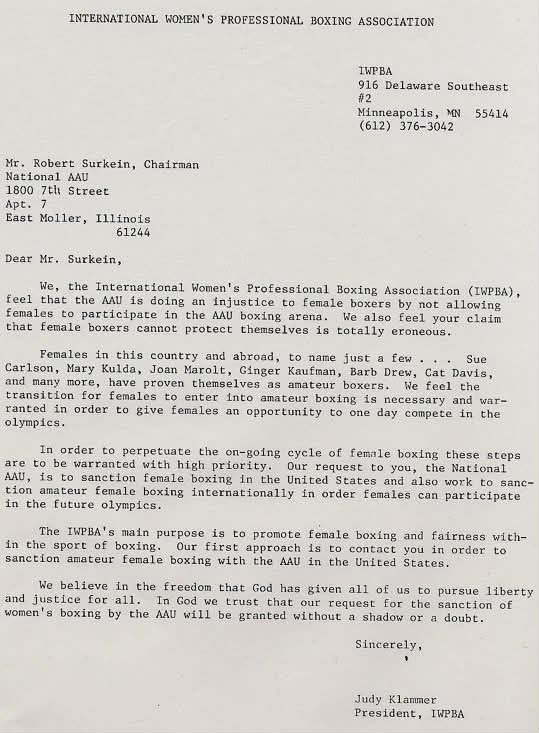 INTERNATIONAL WOMEN'S PROFESSIONAL BOXING ASSOCIATION
IWPBA
916 Delaware Southeast
#2
Minneapolis, MN 55414
(612) 376-3042
Mr. Robert Surkein, Chairman
National AAU
1800 7th Street
Apt. 7
East Moller, Illinois
61244
Dear Mr. Surkein,
We, the International Women's Professional Boxing Association (IWPBA),
feel that the AAU is doing an injustice to female boxers by not allowing
females to participate in the AAU boxing arena. We also feel your claim
that female boxers cannot protect themselves is totally eroneous.
Females in this country and abroad, to name just a few . . . Sue
Carlson, Mary Kulda, Joan Marolt, Ginger Kaufman, Barb Drew, Cat Davis,
and many more, have proven themselves as amateur boxers. We feel the
transition for females to enter into amateur boxing is necessary and war-
ranted in order to give females an opportunity to one day compete in the
olympics.
In order to perpetuate the on-going cycle of female boxing these steps
are to be warranted with high priority. Our request to you, the National
AAU, is to sanction female boxing in the United States and also work to sanc-
tion amateur female boxing internationally in order females can participate
in the future olympics.
The IWPBA's main purpose is to promote female boxing and fairness with-
in the sport of boxing. Our first approach is to contact you in order to
sanction amateur female boxing with the AAU in the United States.
We believe in the freedom that God has given all of us to pursue liberty
and justice for all. In God we trust that our request for the sanction of
women's boxing by the AAU will be granted without a shadow or a doubt.
Sincerely,
Judy Klammer
President, IWPBA